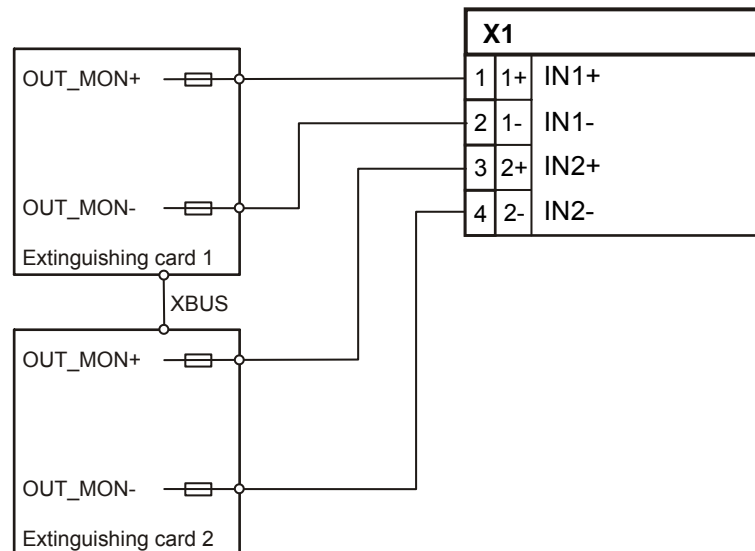 X1
OUT_MON+
1 1+ IN1+
2 1- IN1-
3 2+ IN2+
OUT_MON-
4 2- IN2-
Extinguishing card 1
XBUS
OUT_MON+
OUT_MON-
Extinguishing card 2